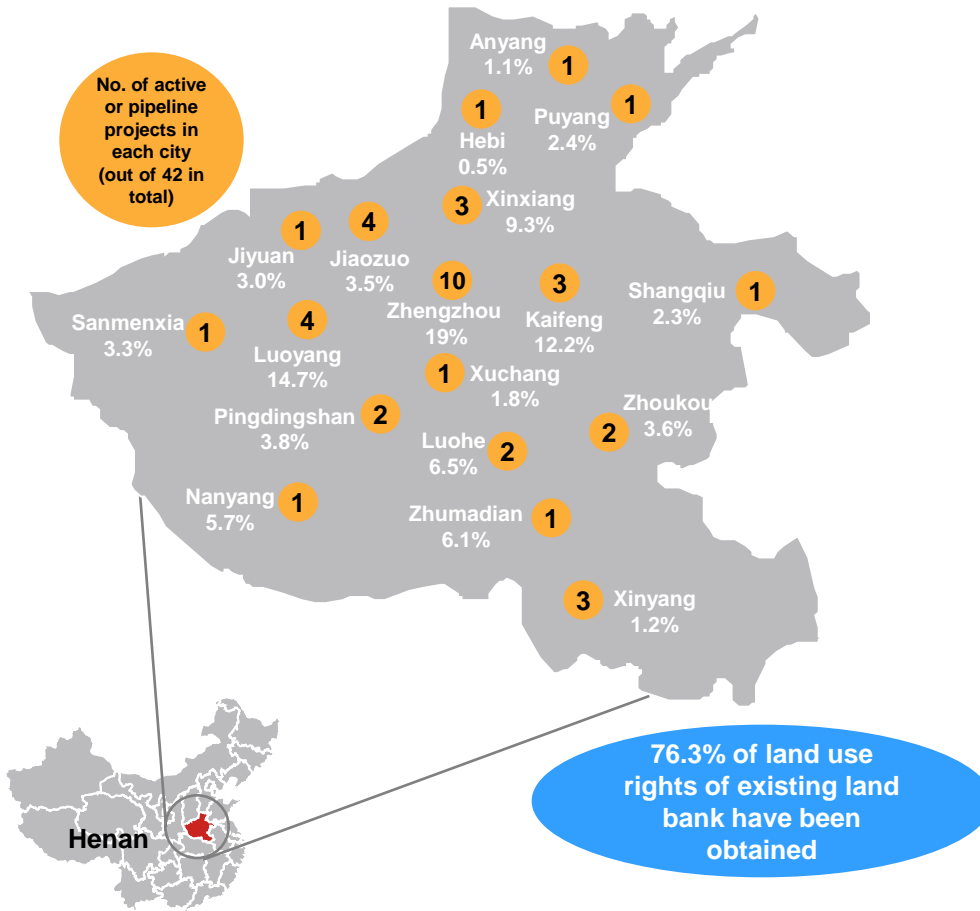 No. of active
or pipeline
projects in
each city
(out of 42 in
total)
Anyang
1.1%
1
1
Hebi
0.5%
1
Puyang
2.4%
3
Xinxiang
9.3%
1
Jiyuan
3.0%
4
Jiaozuo
3.5%
10
Zhengzhou
19%
3
Kaifeng
12.2%
Shangqiu
2.3%
1
Sanmenxia
3.3%
1
4
Luoyang
14.7%
1
Xuchang
1.8%
Pingdingshan
3.8%
2
Luohe
6.5%
2
Zhoukou
3.6%
2
Nanyang
5.7%
1
Zhumadian
6.1%
1
3
Xinyang
1.2%
Henan
76.3% of land use
rights of existing land
bank have been
obtained